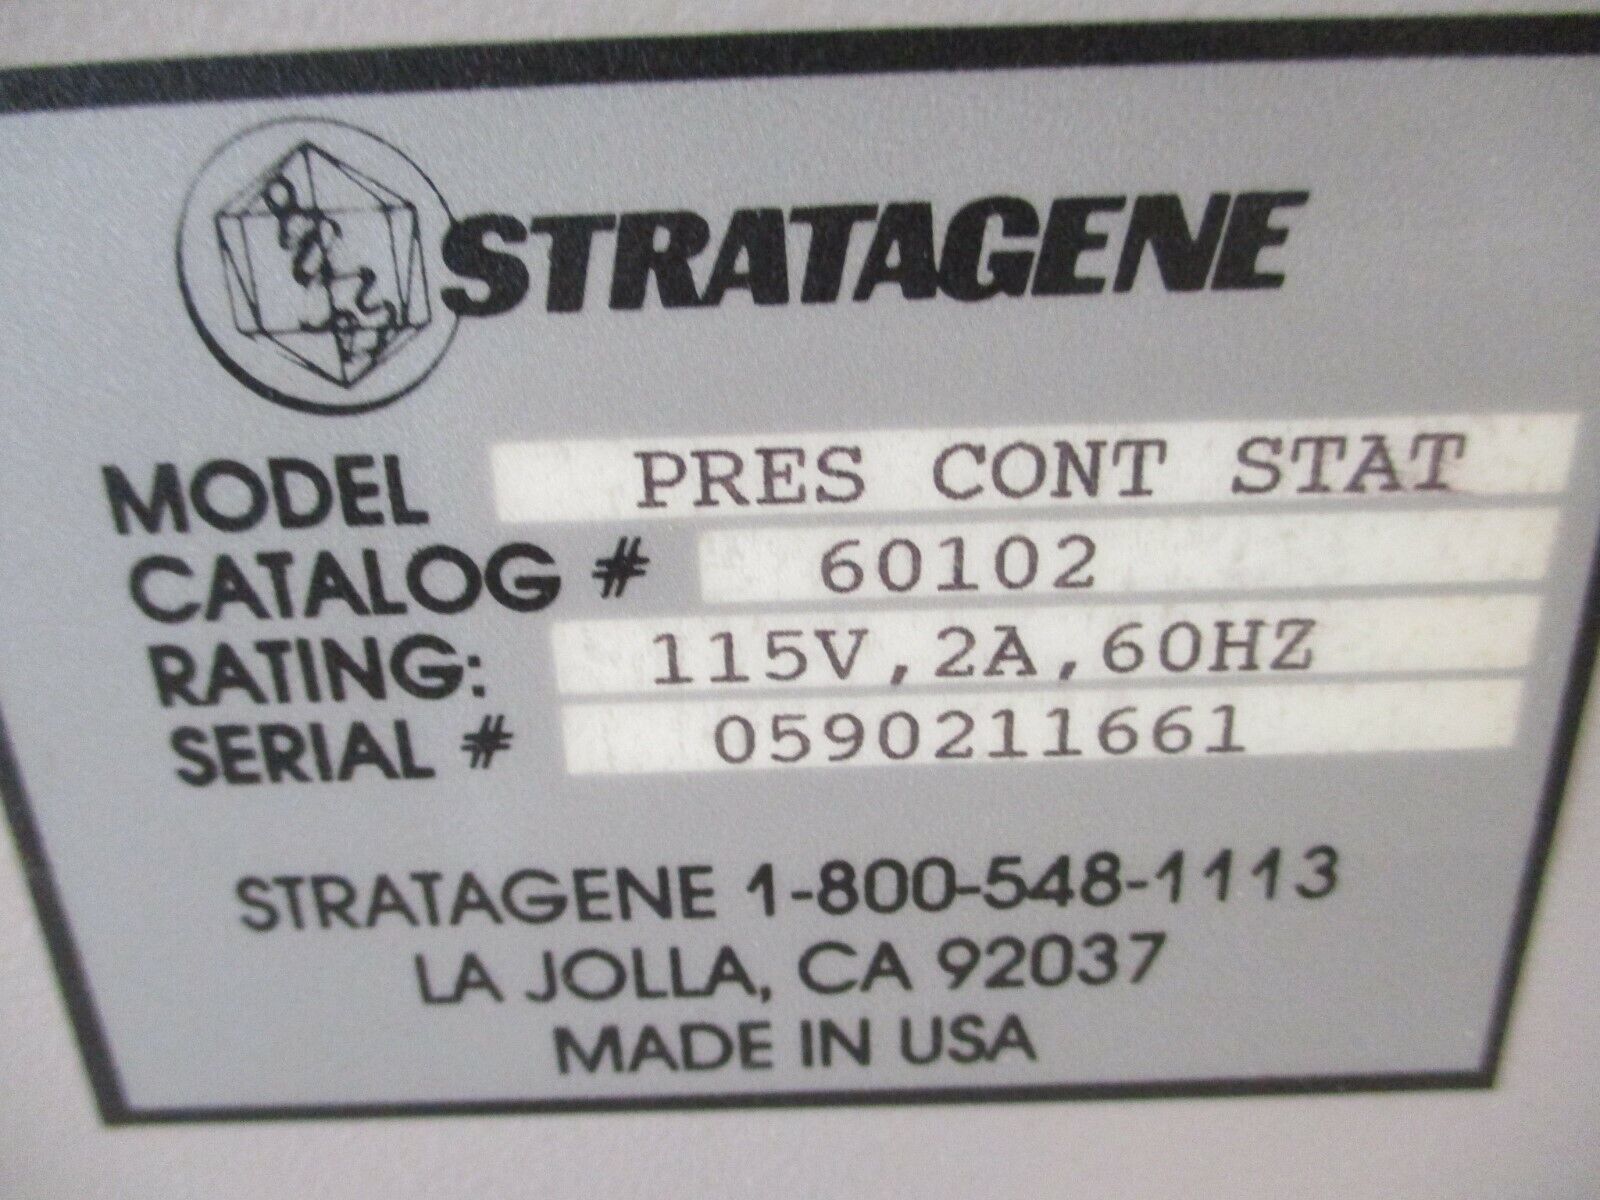 STRATAGENE
MODEL PRES CONT STAT
CATALOG # 60102
RATING: 115V, 2A, 60HZ
SERIAL # 0590211661
STRATAGENE 1-800-548-1113
LA JOLLA, CA 92037
MADE IN USA